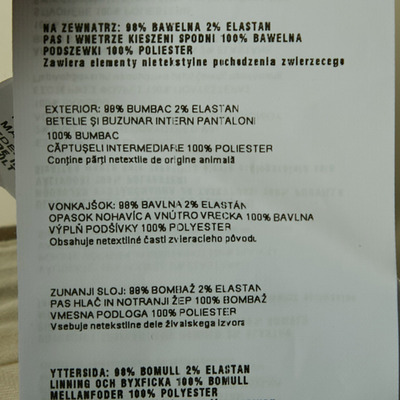 NA ZEWNATRZ: 98% BAWELNA 2% ELASTAN
PAS I WNETRZE KIESZENI SPODNI 100% BAWELNA
PODSZEWKI 100% POLIESTER
Zawiera elementy nietekstylne pochodzenia zwierzecego
EXTERIOR: 98% BUMBAC 2% ELASTAN
BETELIE ŞI BUZUNAR INTERN PANTALONI
100% BUMBAC
CĂPTUŞELI INTERMEDIARE 100% POLIESTER
Conţine părţi netextile de origine animală
VONKAJŠOK: 98% BAVLNA 2% ELASTAN
OPASOK NOHAVÍC A VNÚTRO VRECKA 100% BAVLNA
VÝPLŇ PODŠÍVKY 100% POLYESTER
Obsahuje netextilné časti zvieracieho pôvodu.
ZUNANJI SLOJ: 98% BOMBAŽ 2% ELASTAN
PAS HLAČ IN NOTRANJI ŽEP 100% BOMBAŽ
VMESNA PODLOGA 100% POLIESTER
Vsebuje netekstilne dele živalskega izvora
YTTERSIDA: 98% BOMULL 2% ELASTAN
LINNING OCH BYXFICKA 100% BOMULL
MELLANFODER 100% POLYESTER